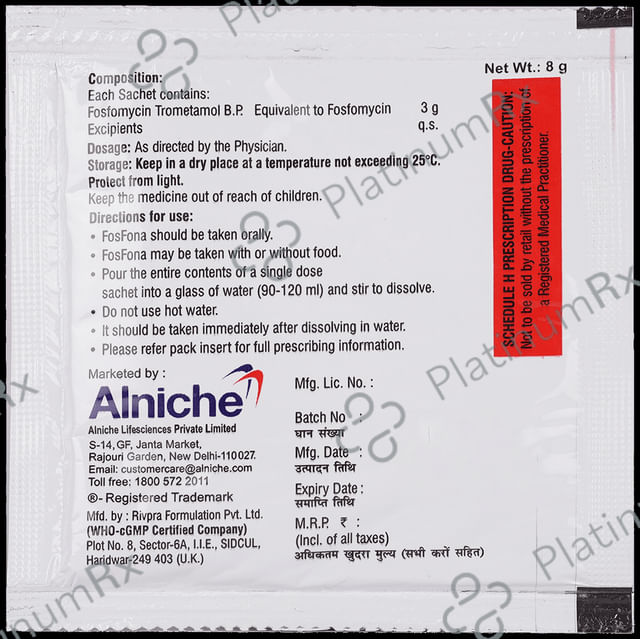 Net Wt.: 8 g
Composition:
Each Sachet contains:
Fosfomycin Trometamol B.P. Equivalent to Fosfomycin 3 g
Excipients q.s.
Dosage: As directed by the Physician.
Storage: Keep in a dry place at a temperature not exceeding 25°C.
Protect from light.
Keep the medicine out of reach of children.
Directions for use:
• FosFona should be taken orally.
• FosFona may be taken with or without food.
• Pour the entire contents of a single dose
sachet into a glass of water (90-120 ml) and stir to dissolve.
• Do not use hot water.
• It should be taken immediately after dissolving in water.
• Please refer pack insert for full prescribing information.
SCHEDULE H PRESCRIPTION DRUG-CAUTION:
Not to be sold by retail without the prescription of
a Registered Medical Practitioner.
Marketed by :
Alniche
Alniche Lifesciences Private Limited
S-14, GF, Janta Market,
Rajouri Garden, New Delhi-110027.
Email: customercare@alniche.com
Toll free: 1800 572 2011
®- Registered Trademark
Mfd. by : Rivpra Formulation Pvt. Ltd.
(WHO-cGMP Certified Company)
Plot No. 8, Sector-6A, I.I.E., SIDCUL,
Haridwar-249 403 (U.K.)
Mfg. Lic. No. :
Batch No :
घान संख्या
Mfg. Date :
उत्पादन तिथि
Expiry Date :
समाप्ति तिथि
M.R.P. ₹ :
(Incl. of all taxes)
अधिकतम खुदरा मुल्य (सभी करों सहित)
PlatinumRx
PlatinumRx
PlatinumRx
PlatinumRx
PlatinumRx